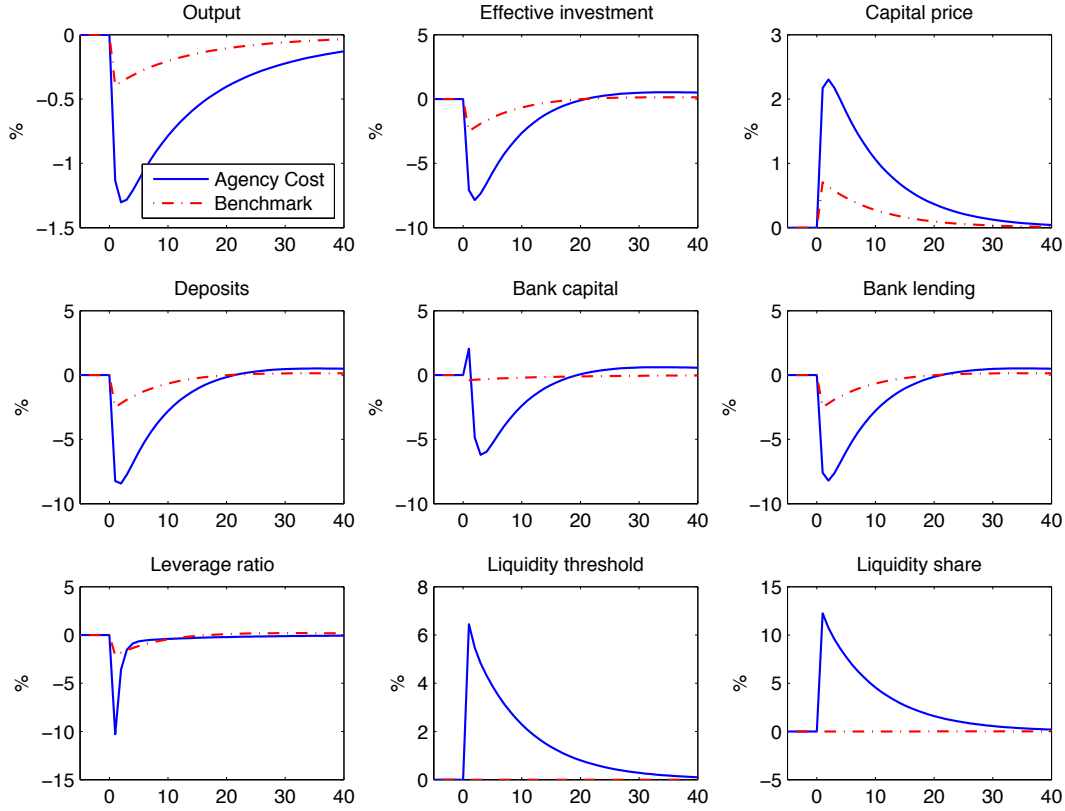 Output
Effective investment
Capital price
0
−0.5
−1
−1.5
%
0 10 20 30 40
Agency Cost
Benchmark
5
0
−5
−10
%
0 10 20 30 40
3
2
1
0
%
0 10 20 30 40
Deposits
Bank capital
Bank lending
5
0
−5
−10
%
0 10 20 30 40
5
0
−5
−10
%
0 10 20 30 40
5
0
−5
−10
%
0 10 20 30 40
Leverage ratio
Liquidity threshold
Liquidity share
5
0
−5
−10
−15
%
0 10 20 30 40
8
6
4
2
0
%
0 10 20 30 40
15
10
5
0
−5
%
0 10 20 30 40